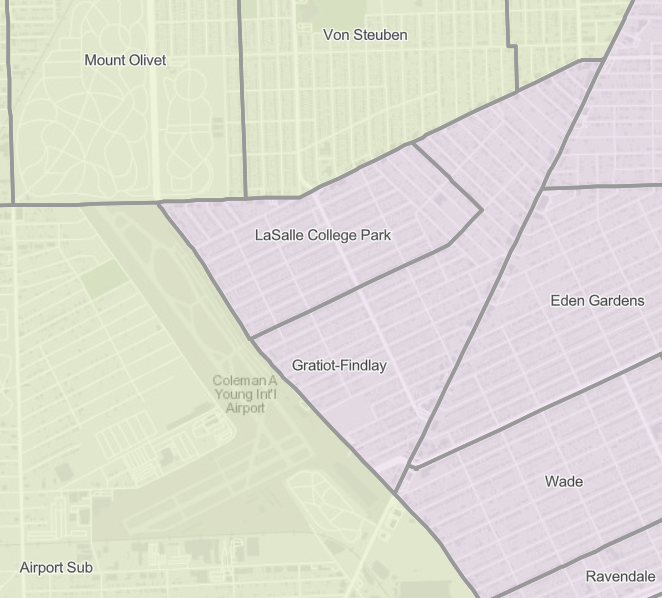 Von Steuben
Mount Olivet
LaSalle College Park
Eden Gardens
Gratiot-Findlay
Coleman A
Young Int'l
Airport
Wade
Airport Sub
Ravendale